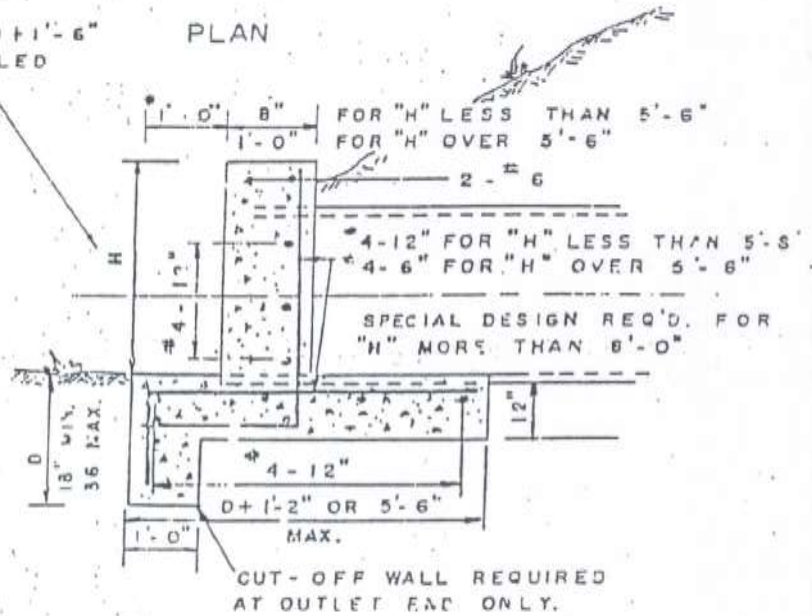 + 1'-6"
LED
PLAN
1'-0"
8"
1'-0"
FOR "H" LESS THAN 5'-6"
FOR "H" OVER 5'-6"
2 - # 6
H
# 4 - 12"
# 4-12" FOR "H" LESS THAN
4-6" FOR "H" OVER 5'-6"
SPECIAL DESIGN REQ'D. FOR
"H" MORE THAN
D
18" MIN.
36 MAX.
12"
# 4-12"
D+ 1'-2" OR 5'-6"
MAX.
1'-0"
CUT-OFF WALL REQUIRED
AT OUTLET END ONLY.